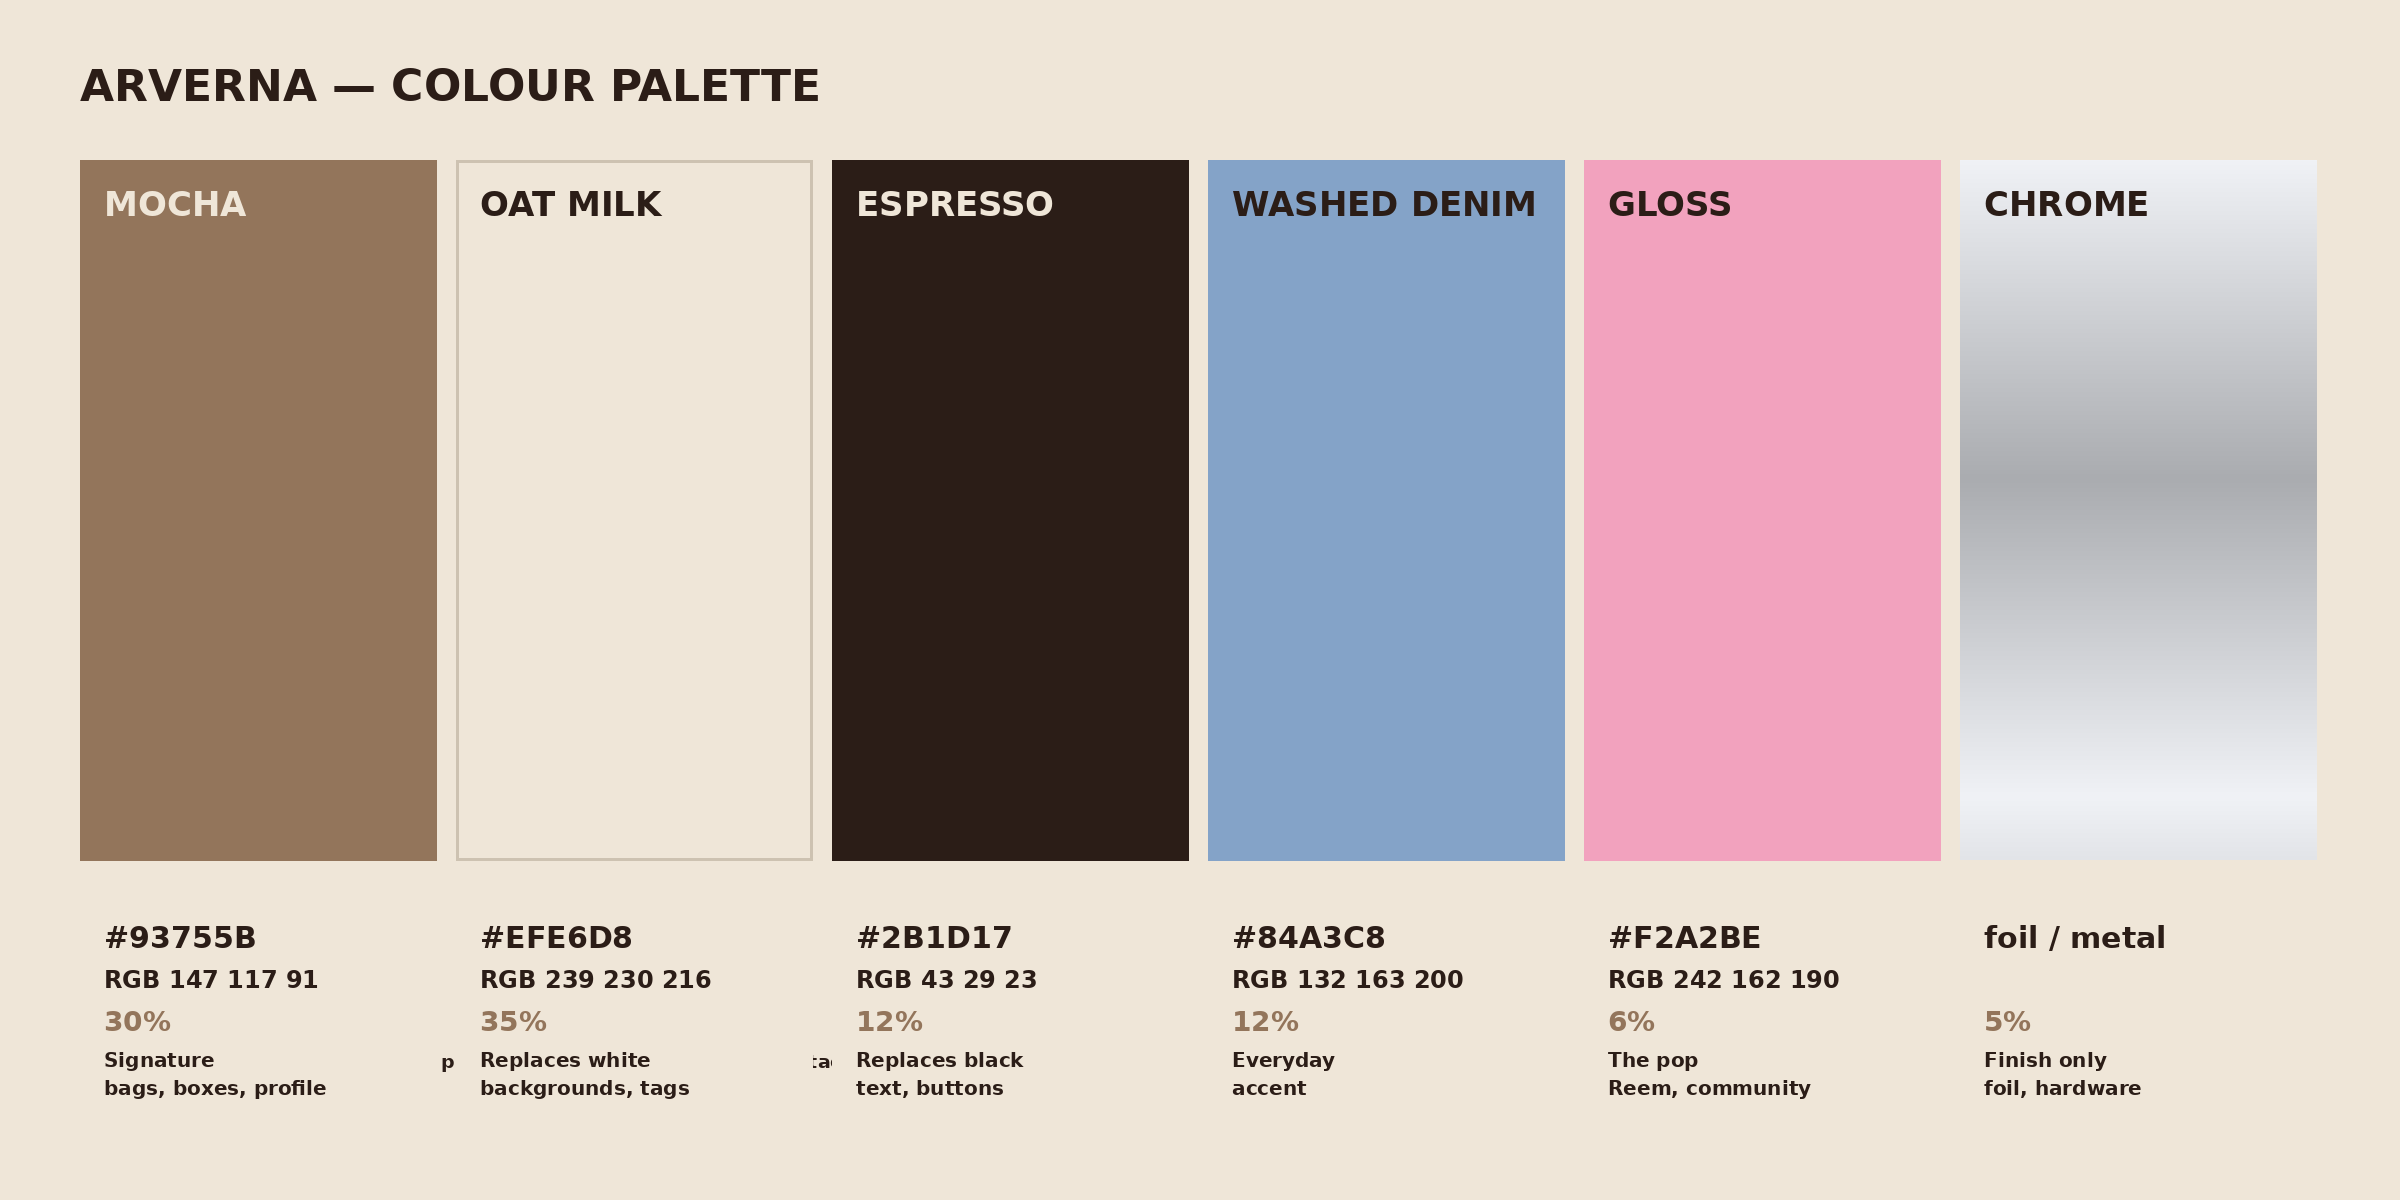 ARVERNA — COLOUR PALETTE
MOCHA
OAT MILK
ESPRESSO
WASHED DENIM
GLOSS
CHROME
#93755B
RGB 147 117 91
30%
Signature
bags, boxes, profile
p
#EFE6D8
RGB 239 230 216
35%
Replaces white
backgrounds, tags
#2B1D17
RGB 43 29 23
12%
Replaces black
text, buttons
#84A3C8
RGB 132 163 200
12%
Everyday
accent
#F2A2BE
RGB 242 162 190
6%
The pop
Reem, community
foil / metal
5%
Finish only
foil, hardware